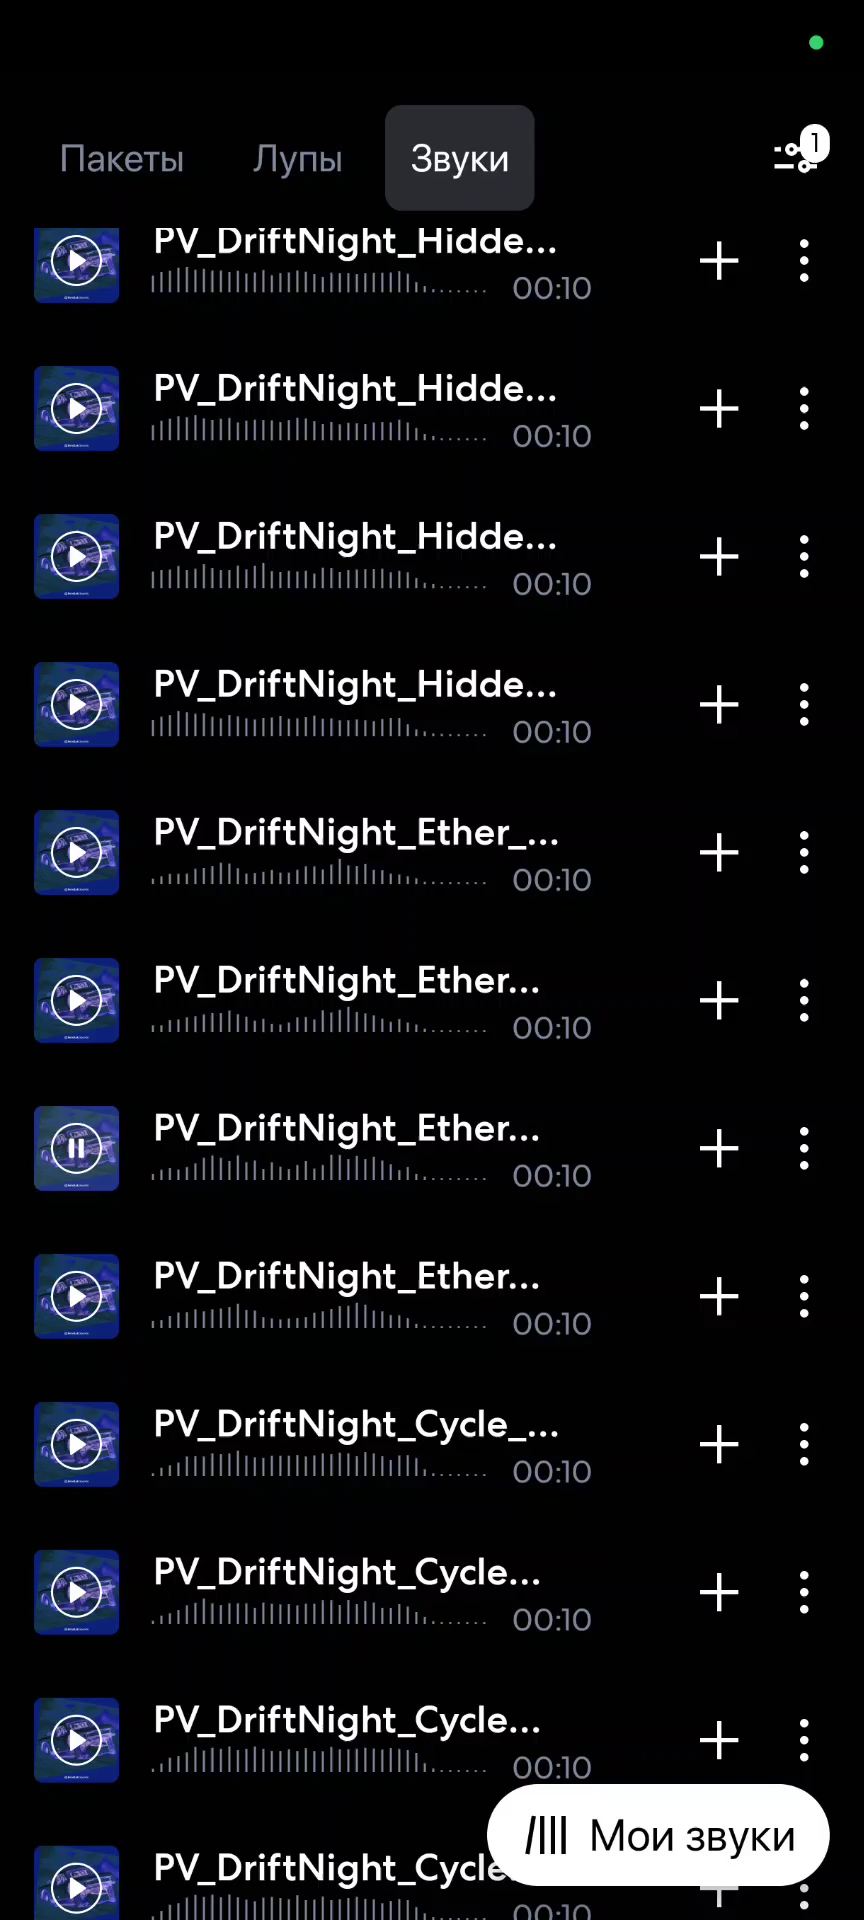 1
Пакеты Лупы Звуки
PV_DriftNight_Hidde...
00:10
PV_DriftNight_Hidde...
00:10
PV_DriftNight_Hidde...
00:10
PV_DriftNight_Hidde...
00:10
PV_DriftNight_Ether_...
00:10
PV_DriftNight_Ether...
00:10
PV_DriftNight_Ether...
00:10
PV_DriftNight_Ether...
00:10
PV_DriftNight_Cycle_...
00:10
PV_DriftNight_Cycle...
00:10
PV_DriftNight_Cycle...
00:10
Мои звуки
PV_DriftNight_Cycle
00:10